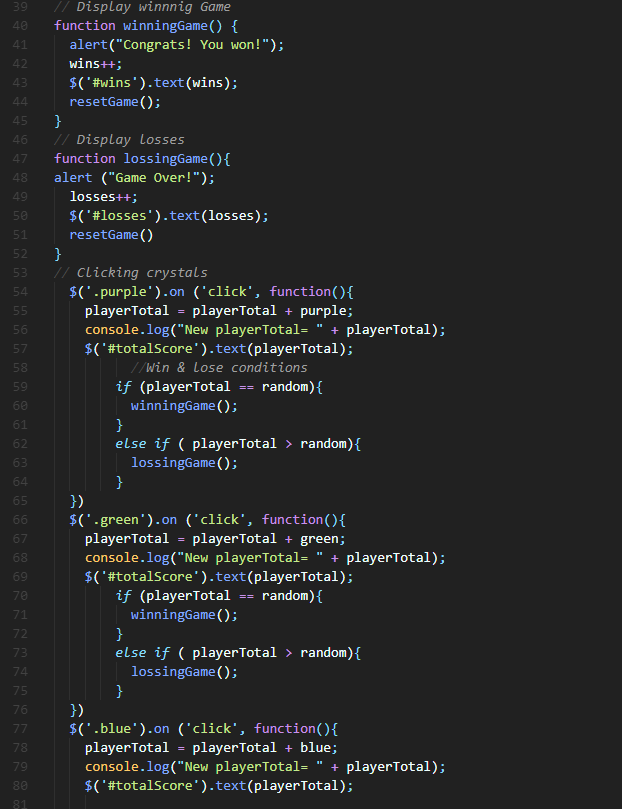 39 // Display winnnig Game
40 function winningGame() {
41 alert("Congrats! You won!");
42 wins++;
43 $('#wins').text(wins);
44 resetGame();
45 }
46 // Display losses
47 function lossingGame(){
48 alert ("Game Over!");
49 losses++;
50 $('#losses').text(losses);
51 resetGame()
52 }
53 // Clicking crystals
54 $('.purple').on ('click', function(){
55 playerTotal = playerTotal + purple;
56 console.log("New playerTotal= " + playerTotal);
57 $('#totalScore').text(playerTotal);
58 //Win & lose conditions
59 if (playerTotal == random){
60 winningGame();
61 }
62 else if ( playerTotal > random){
63 lossingGame();
64 }
65 })
66 $('.green').on ('click', function(){
67 playerTotal = playerTotal + green;
68 console.log("New playerTotal= " + playerTotal);
69 $('#totalScore').text(playerTotal);
70 if (playerTotal == random){
71 winningGame();
72 }
73 else if ( playerTotal > random){
74 lossingGame();
75 }
76 })
77 $('.blue').on ('click', function(){
78 playerTotal = playerTotal + blue;
79 console.log("New playerTotal= " + playerTotal);
80 $('#totalScore').text(playerTotal);
81